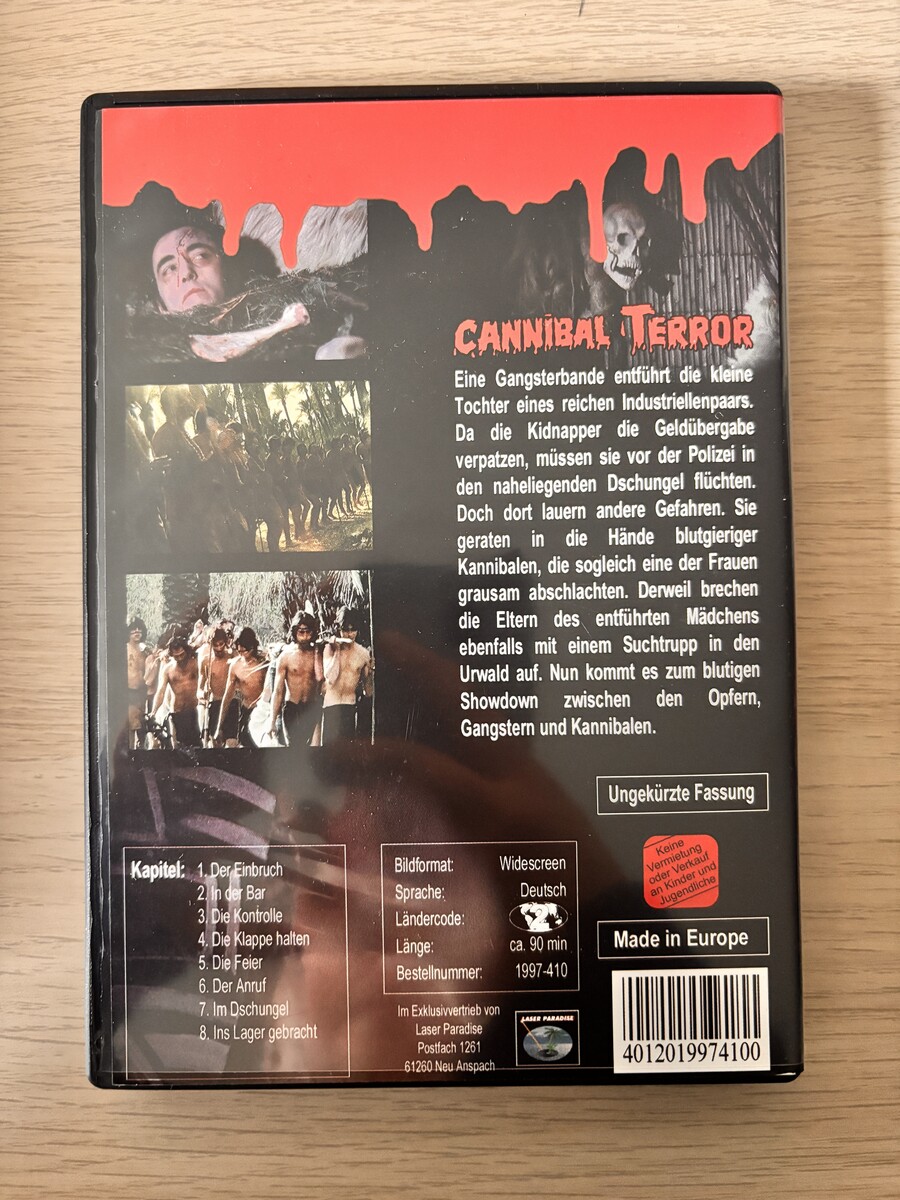 CANNIBAL TERROR
Eine Gangsterbande entführt die kleine
Tochter eines reichen Industriellenpaars.
Da die Kidnapper die Geldübergabe
verpatzen, müssen sie vor der Polizei in
den naheliegenden Dschungel flüchten.
Doch dort lauern andere Gefahren. Sie
geraten in die Hände blutgieriger
Kannibalen, die sogleich eine der Frauen
grausam abschlachten. Derweil brechen
die Eltern des entführten Mädchens
ebenfalls mit einem Suchtrupp in den
Urwald auf. Nun kommt es zum blutigen
Showdown zwischen den Opfern,
Gangstern und Kannibalen.
Ungekürzte Fassung
Kapitel: 1. Der Einbruch
2. In der Bar
3. Die Kontrolle
4. Die Klappe halten
5. Die Feier
6. Der Anruf
7. Im Dschungel
8. Ins Lager gebracht
Bildformat: Widescreen
Sprache: Deutsch
Ländercode: 2
Länge: ca. 90 min
Bestellnummer: 1997-410
Im Exklusivvertrieb von
Laser Paradise
Postfach 1261
61260 Neu Anspach
LASER PARADISE
Keine
Vermietung
oder Verkauf
an Kinder und
Jugendliche
Made in Europe
4012019974100